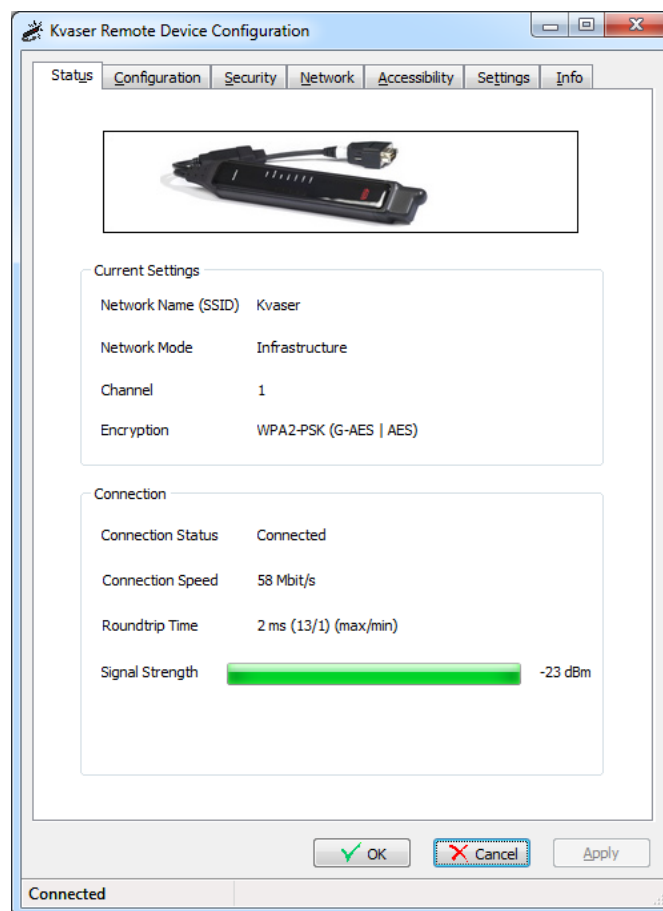 Kvaser Remote Device Configuration
Status Configuration Security Network Accessibility Settings Info
Current Settings
Network Name (SSID) Kvaser
Network Mode Infrastructure
Channel 1
Encryption WPA2-PSK (G-AES | AES)
Connection
Connection Status Connected
Connection Speed 58 Mbit/s
Roundtrip Time 2 ms (13/1) (max/min)
Signal Strength -23 dBm
OK Cancel Apply
Connected